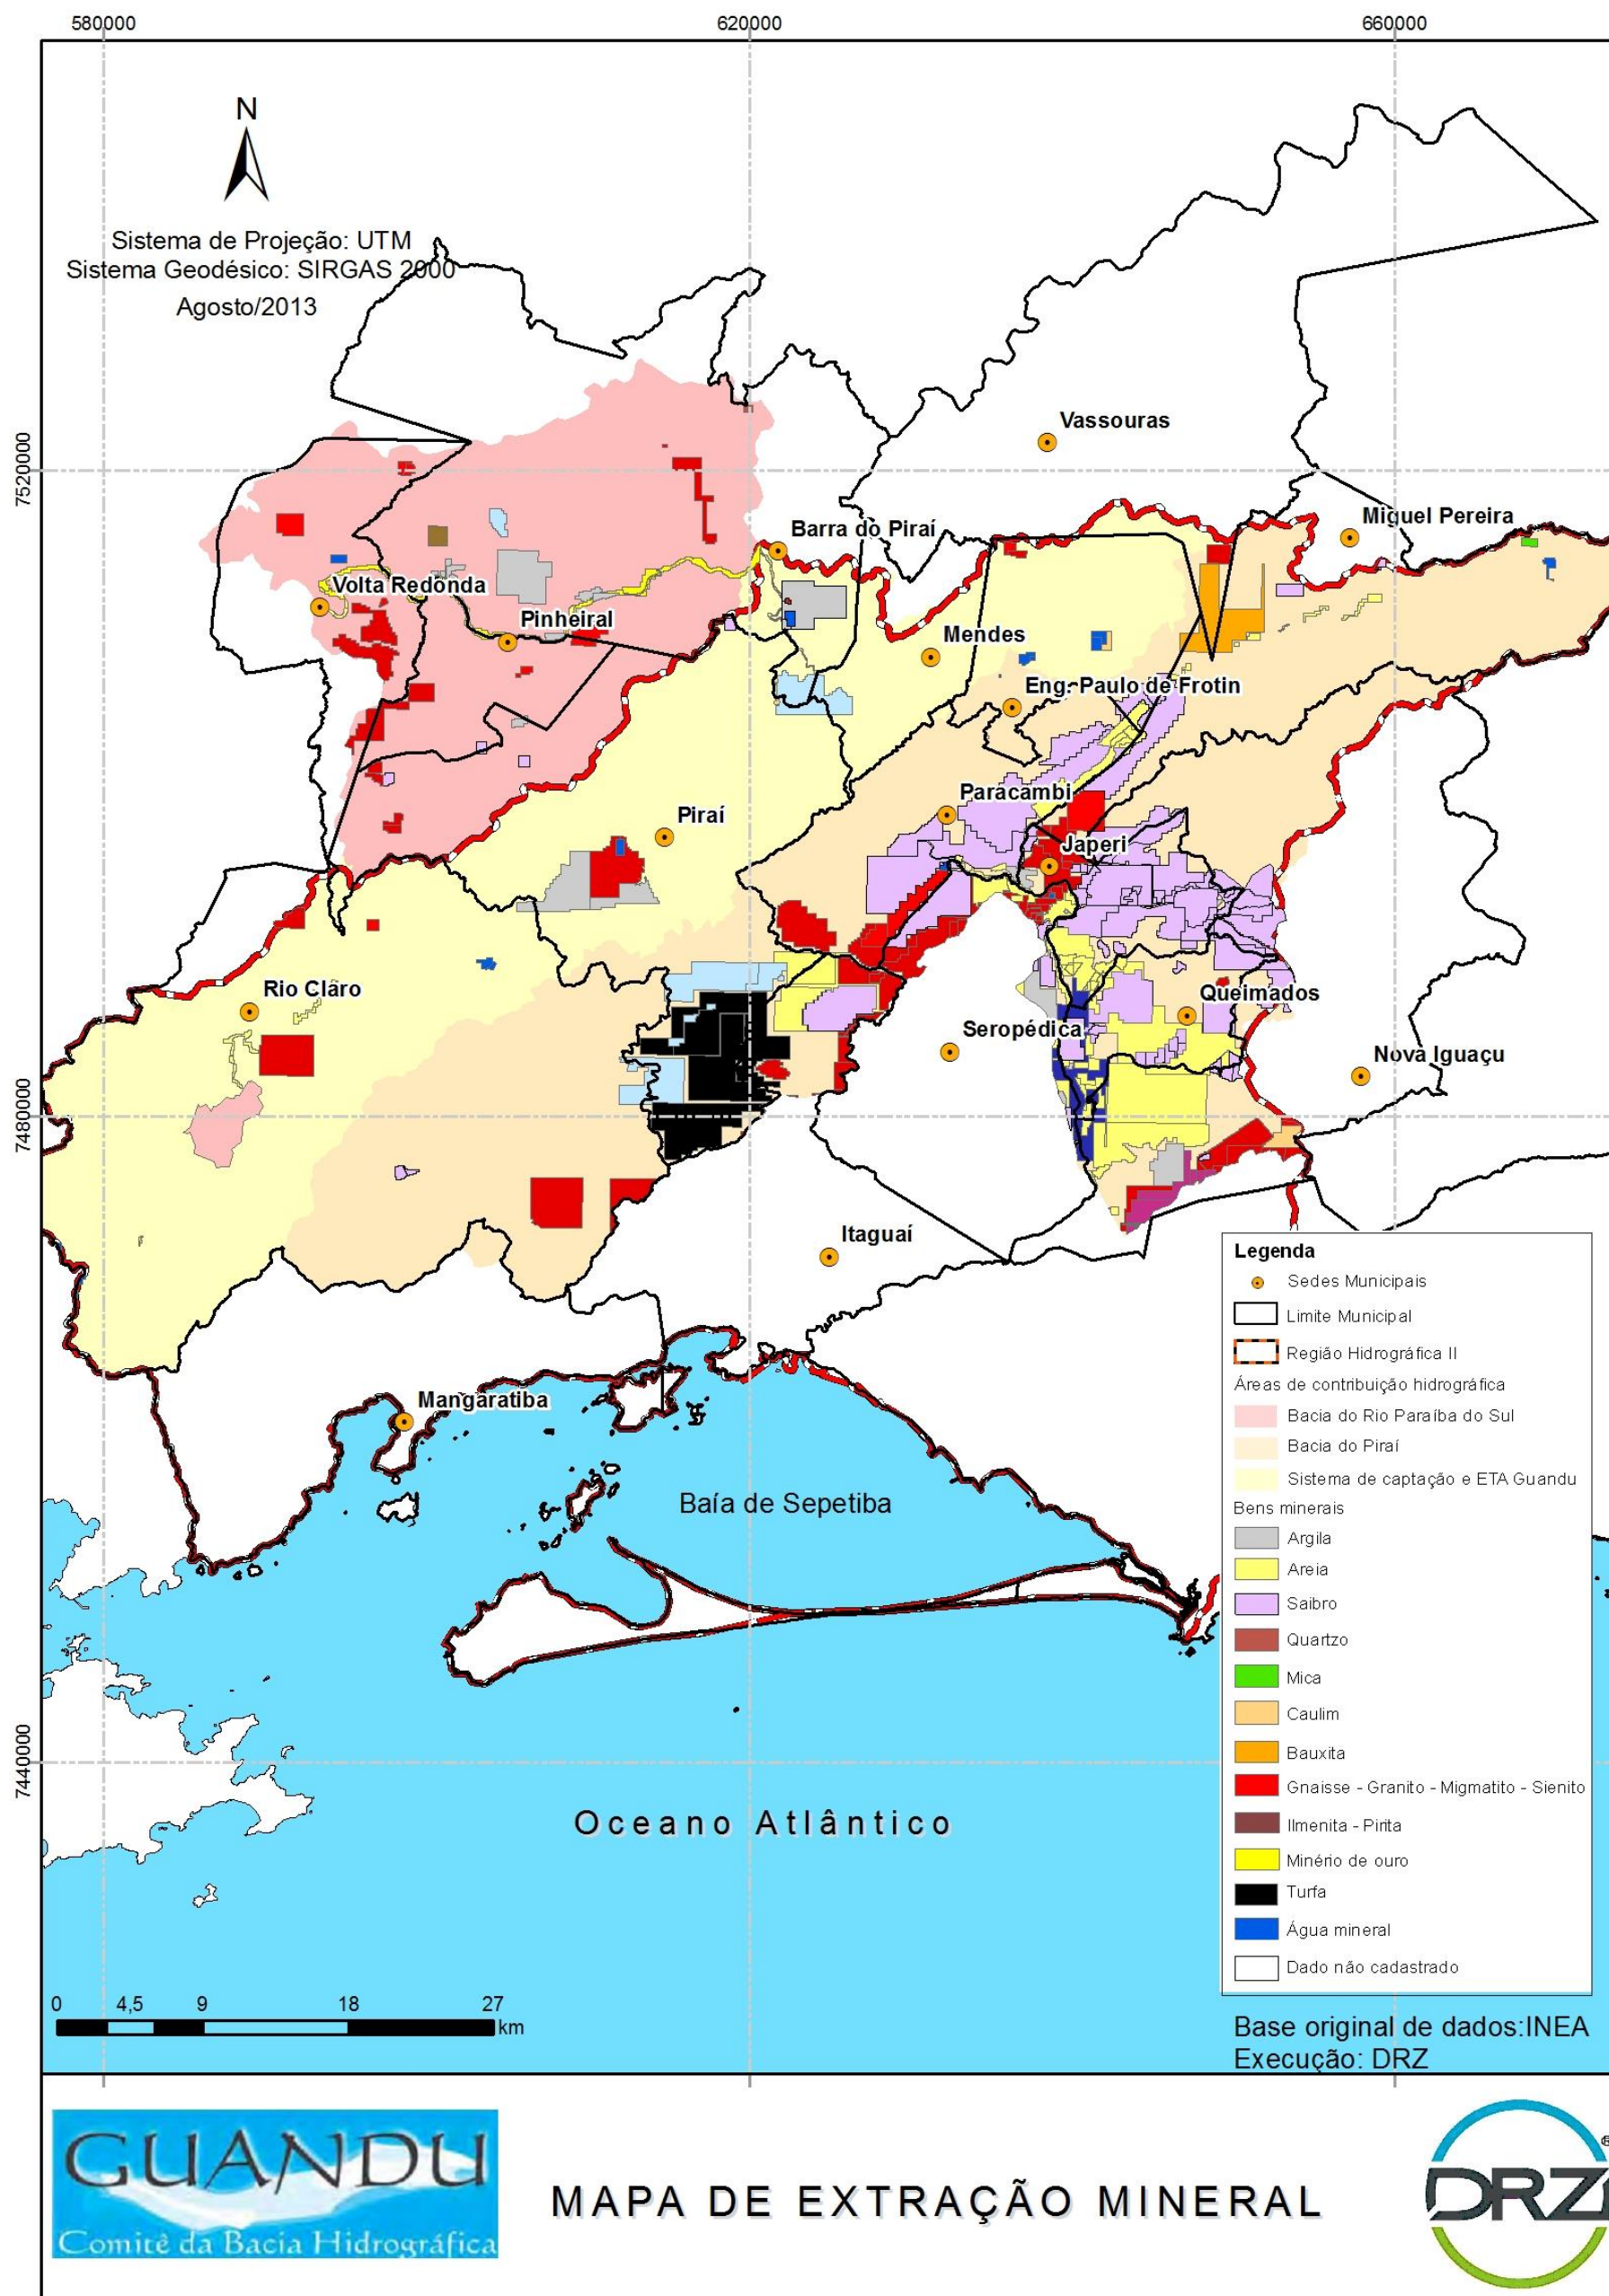 580000
620000
660000
N
Sistema de Projeção: UTM
Sistema Geodésico: SIRGAS 2000
Agosto/2013
Vassouras
7520000
Miguel Pereira
Barra do Piraí
Volta Redonda
Pinheiral
Mendes
Eng. Paulo de Frotin
Paracambi
Piraí
Japeri
Rio Claro
Queimados
Seropédica
Nova Iguaçu
7480000
Itaguaí
Mangaratiba
Baía de Sepetiba
7440000
Oceano Atlântico
Legenda
Sedes Municipais
Limite Municipal
Região Hidrográfica II
Áreas de contribuição hidrográfica
Bacia do Rio Paraíba do Sul
Bacia do Piraí
Sistema de captação e ETA Guandu
Bens minerais
Argila
Areia
Saibro
Quartzo
Mica
Caulim
Bauxita
Gnaisse - Granito - Migmatito - Sienito
Ilmenita - Pirita
Minério de ouro
Turfa
Água mineral
Dado não cadastrado
0 4,5 9 18 27
km
Base original de dados:INEA
Execução: DRZ
GUANDU
Comitê da Bacia Hidrográfica
MAPA DE EXTRAÇÃO MINERAL
DRZ